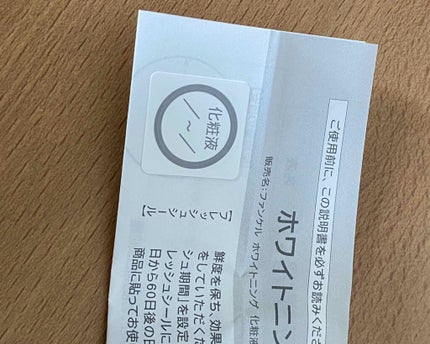 ご使用前に、この説明書を必ずお読みくださ
ホワイトニン
販売名:ファンケル ホワイトニング 化粧液
化粧液
/~/
[フレッシュシール]
鮮度を保ち、効果
をしていただくた
シュ期間」を設定
レッシュシールに
日から60日後の日
商品に貼ってお使